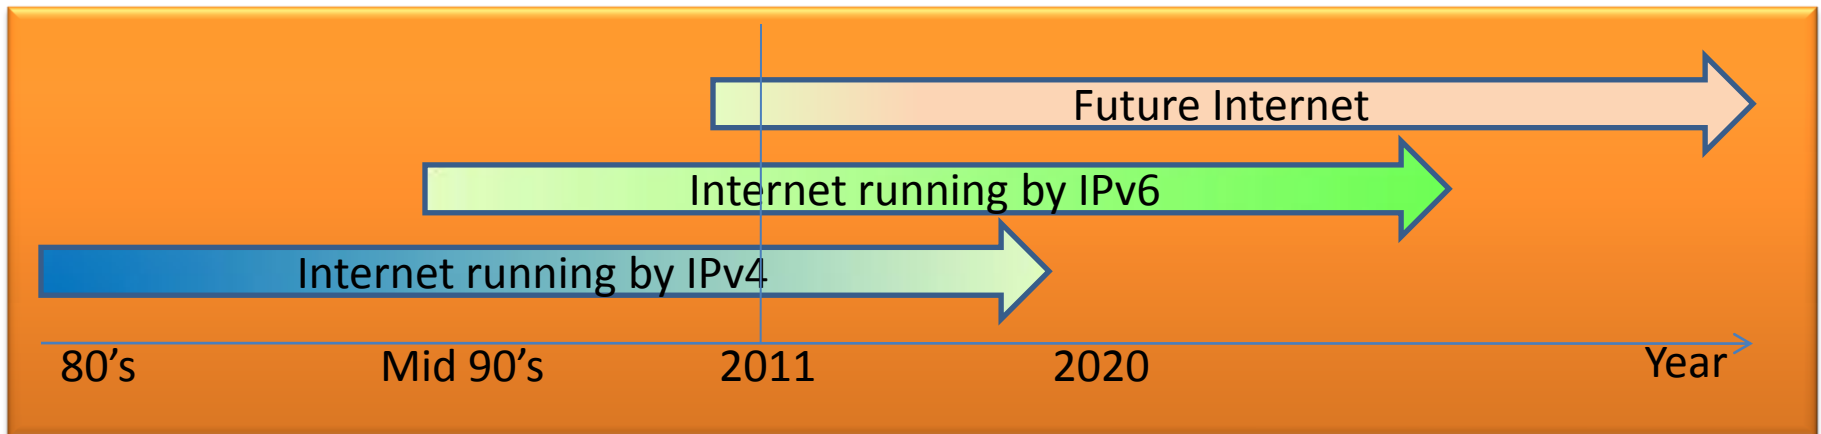 Future Internet
Internet running by IPv6
Internet running by IPv4
80’s Mid 90’s 2011 2020 Year